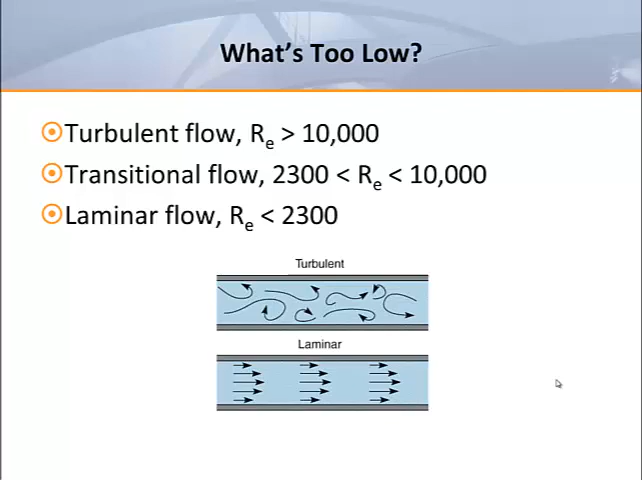 What's Too Low?
Turbulent flow, Re > 10,000
Transitional flow, 2300 < Re < 10,000
Laminar flow, Re < 2300
Turbulent
Laminar